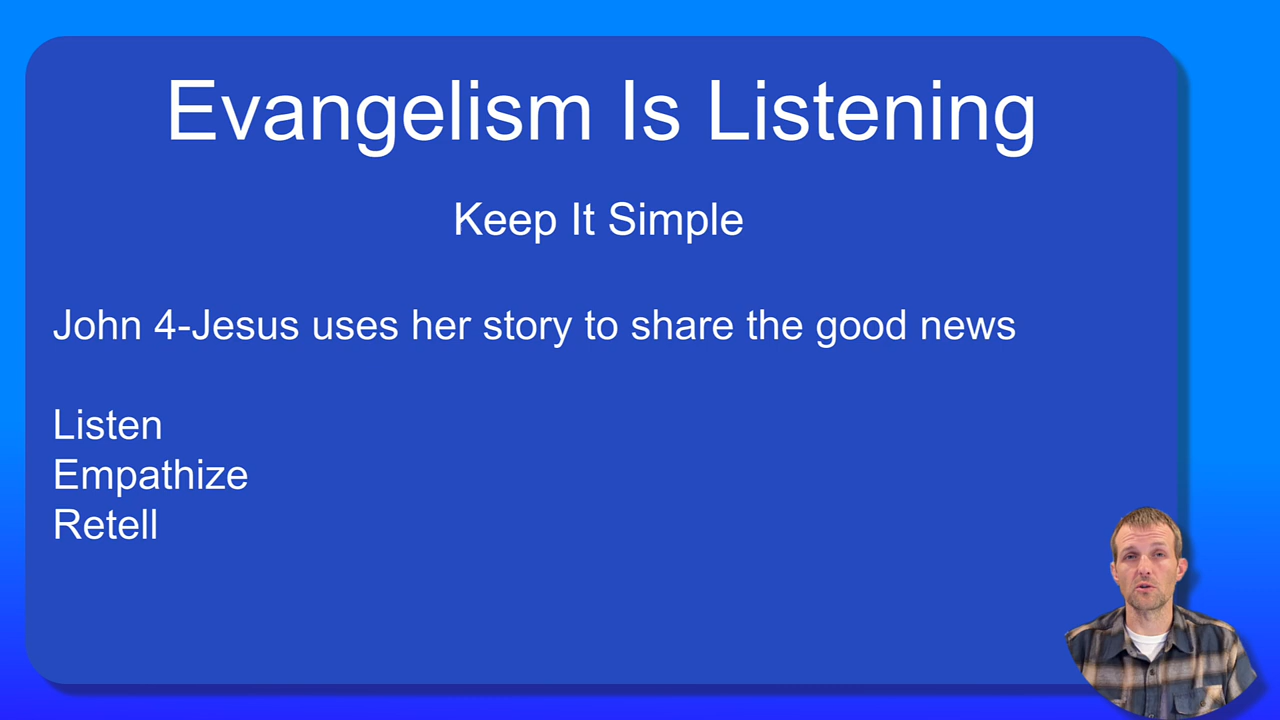 Evangelism Is Listening
Keep It Simple
John 4-Jesus uses her story to share the good news
Listen
Empathize
Retell